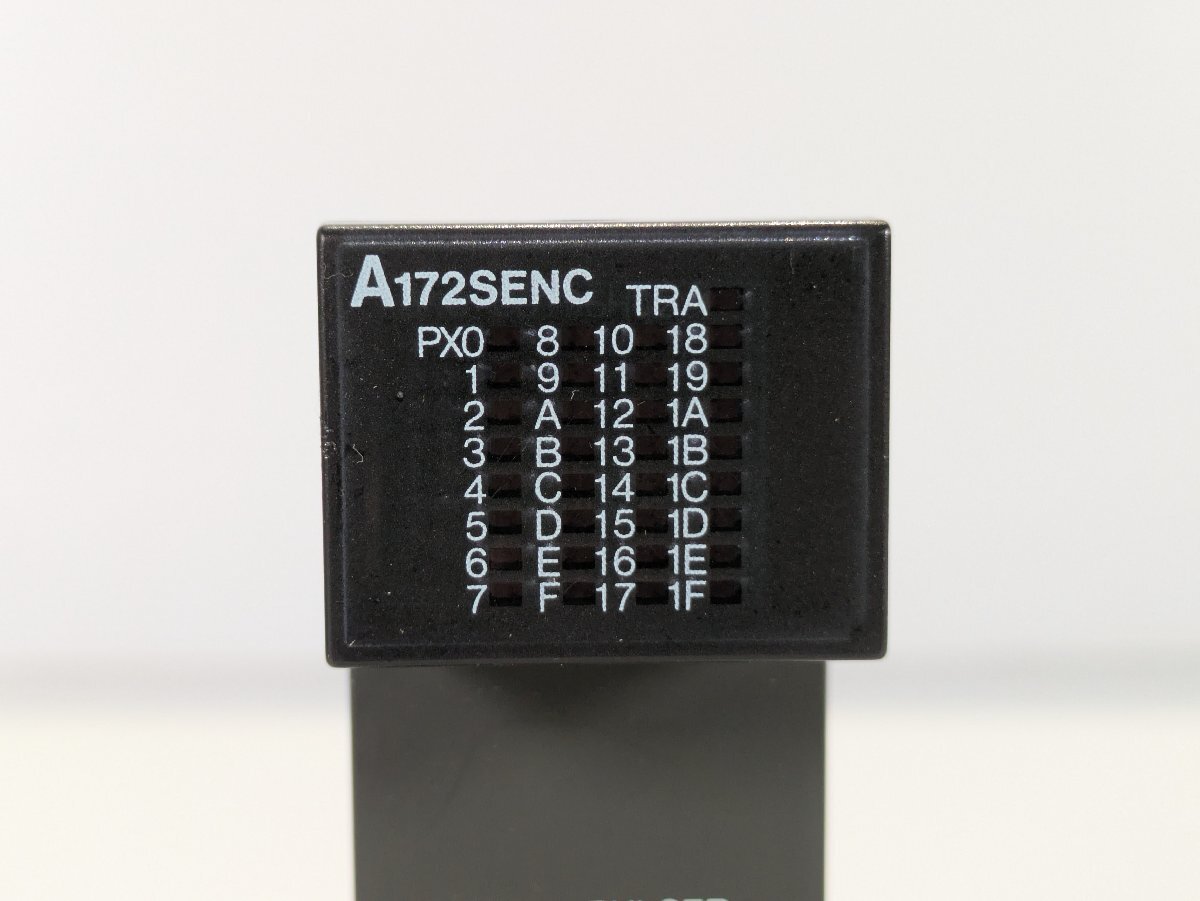 A172SENC
TRA
PX0 8 10 18
1 9 11 19
2 A 12 1A
3 B 13 1B
4 C 14 1C
5 D 15 1D
6 E 16 1E
7 F 17 1F